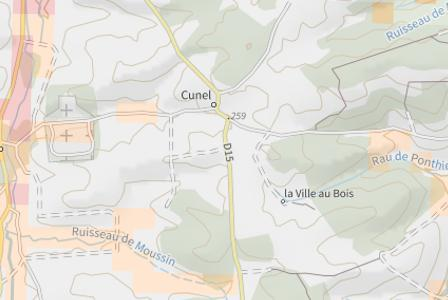 Ruisseau de
Cunel
259
D15
Rau de Ponthie
la Ville au Bois
Ruisseau de Moussin